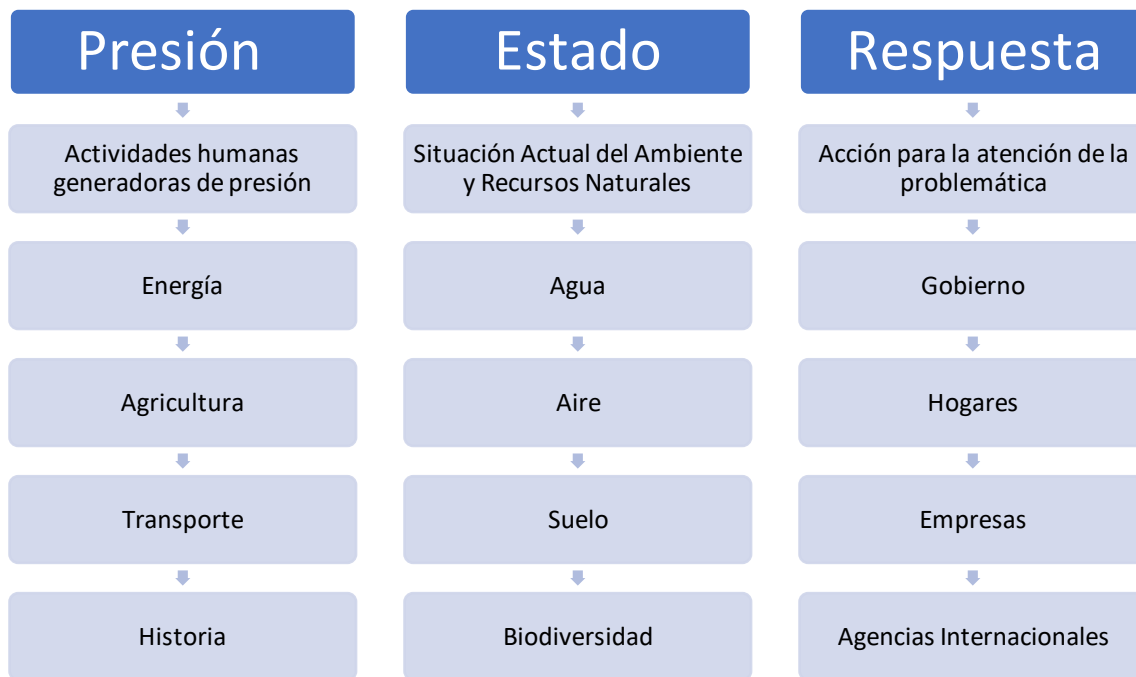 Presión
Actividades humanas
generadoras de presión
Energía
Agricultura
Transporte
Historia
Estado
Situación Actual del Ambiente
y Recursos Naturales
Agua
Aire
Suelo
Biodiversidad
Respuesta
Acción para la atención de la
problemática
Gobierno
Hogares
Empresas
Agencias Internacionales